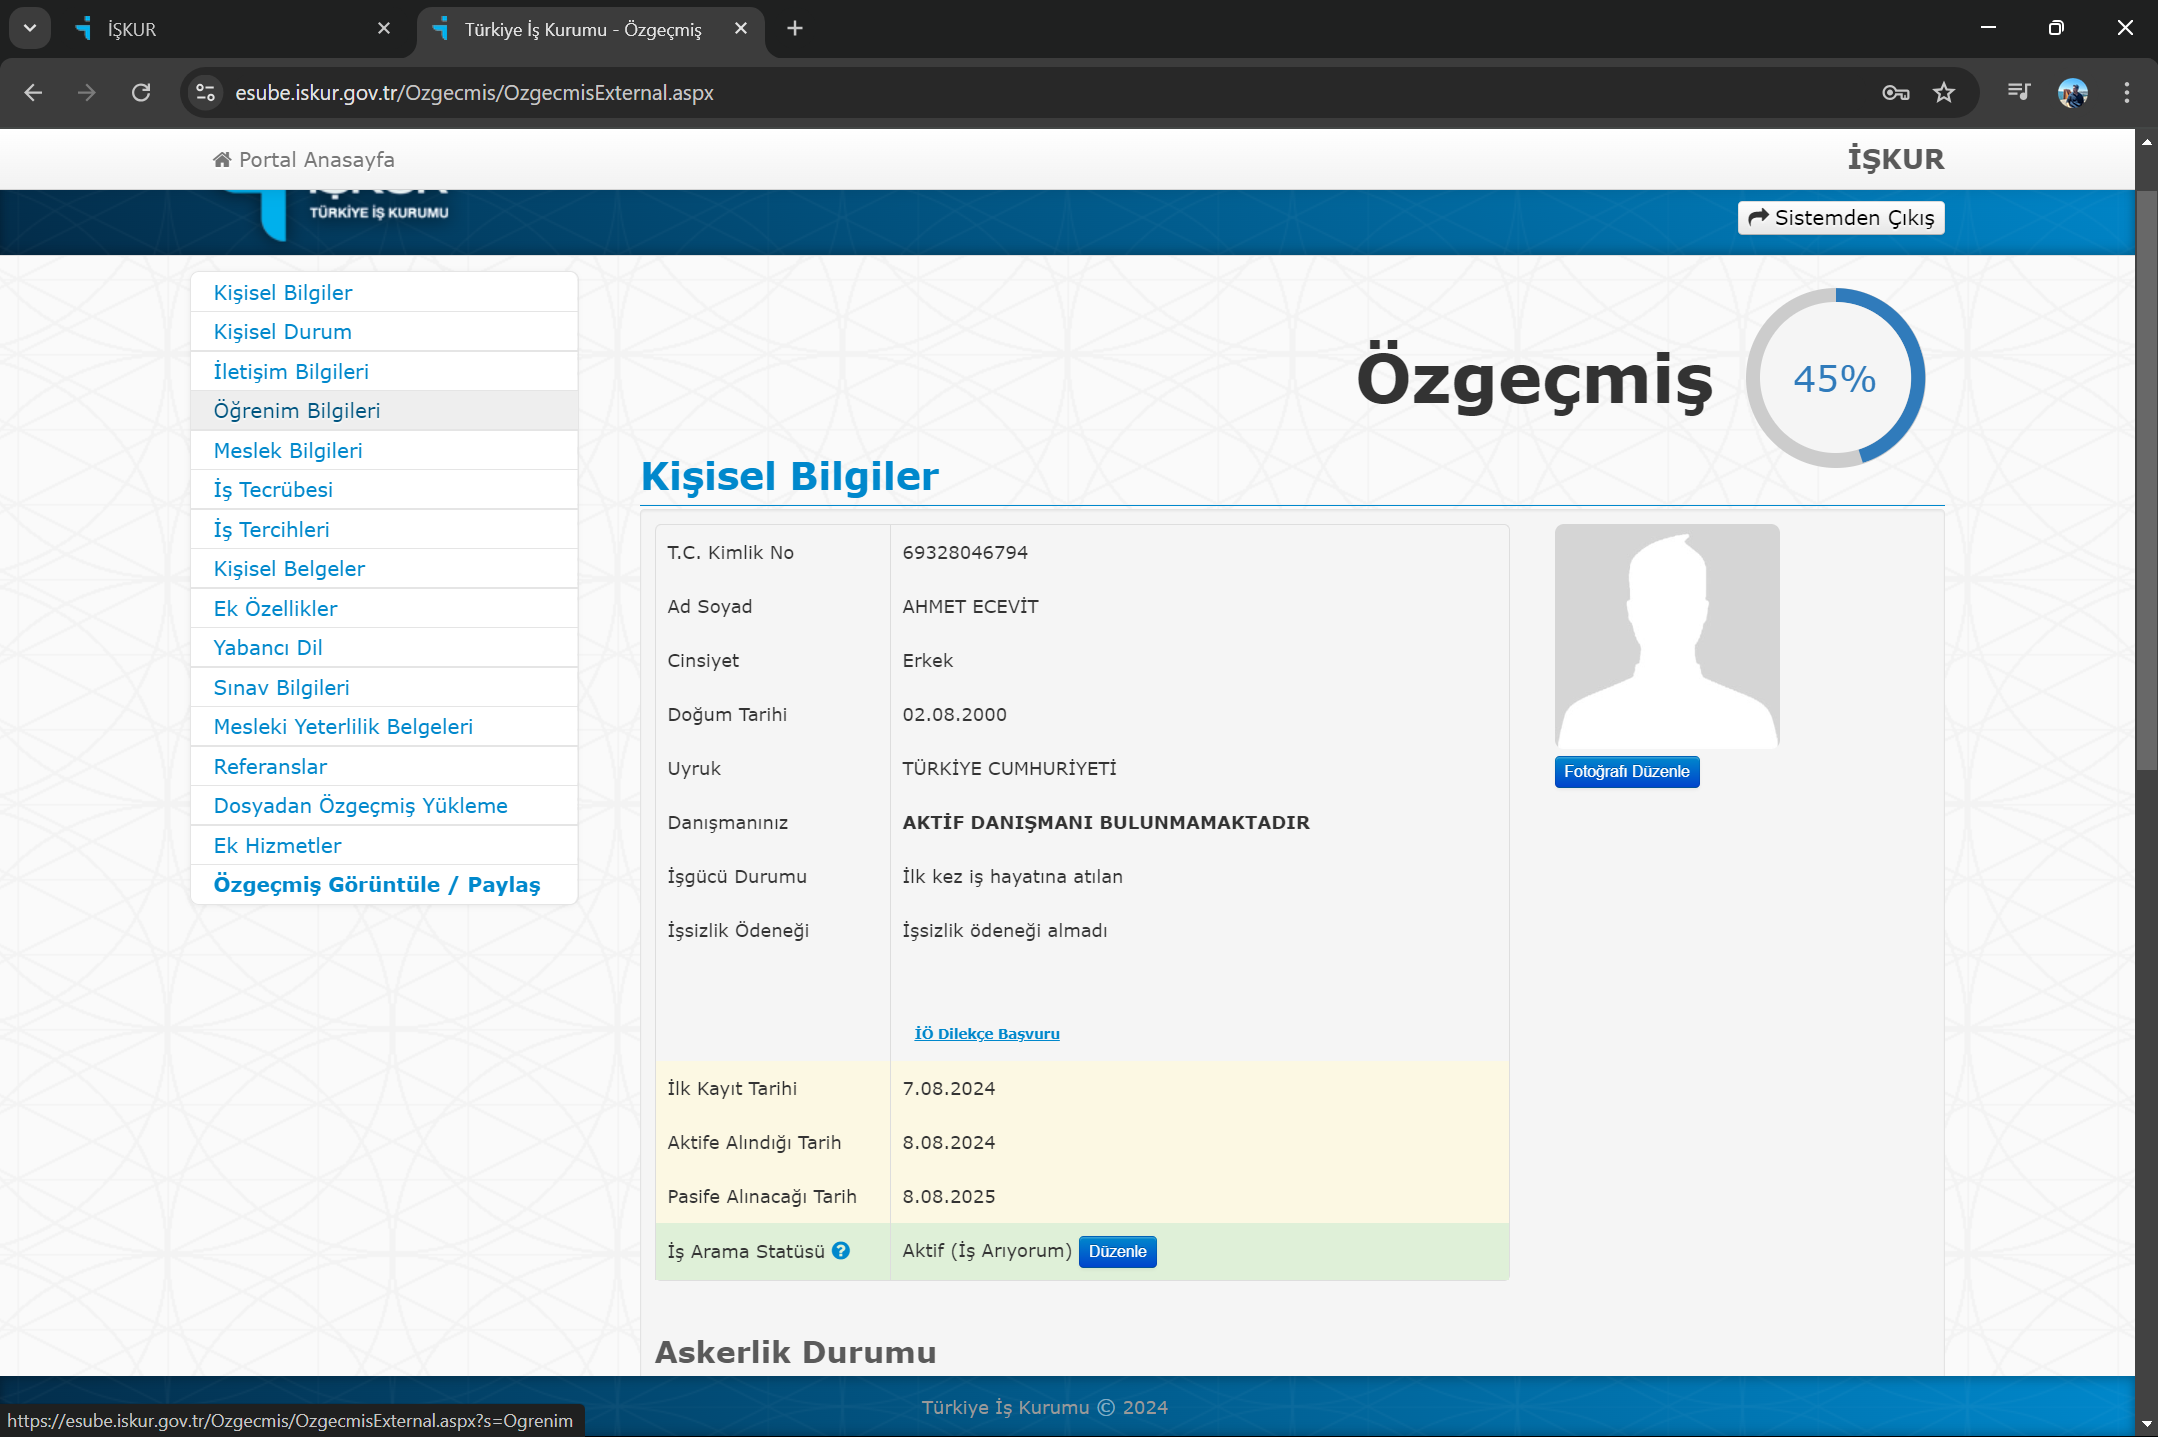 İŞKUR
Türkiye İş Kurumu - Özgeçmiş
esube.iskur.gov.tr/Ozgecmis/OzgecmisExternal.aspx
Portal Anasayfa
İŞKUR
TÜRKİYE İŞ KURUMU
Sistemden Çıkış
Kişisel Bilgiler
Kişisel Durum
İletişim Bilgileri
Öğrenim Bilgileri
Meslek Bilgileri
İş Tecrübesi
İş Tercihleri
Kişisel Belgeler
Ek Özellikler
Yabancı Dil
Sınav Bilgileri
Mesleki Yeterlilik Belgeleri
Referanslar
Dosyadan Özgeçmiş Yükleme
Ek Hizmetler
Özgeçmiş Görüntüle / Paylaş
Özgeçmiş
45%
Kişisel Bilgiler
T.C. Kimlik No 69328046794
Ad Soyad AHMET ECEVİT
Cinsiyet Erkek
Doğum Tarihi 02.08.2000
Uyruk TÜRKİYE CUMHURİYETİ
Danışmanınız AKTİF DANIŞMANI BULUNMAMAKTADIR
İşgücü Durumu İlk kez iş hayatına atılan
İşsizlik Ödeneği İşsizlik ödeneği almadı
İÖ Dilekçe Başvuru
İlk Kayıt Tarihi 7.08.2024
Aktife Alındığı Tarih 8.08.2024
Pasife Alınacağı Tarih 8.08.2025
İş Arama Statüsü ? Aktif (İş Arıyorum) Düzenle
Fotoğrafı Düzenle
Askerlik Durumu
Türkiye İş Kurumu © 2024
https://esube.iskur.gov.tr/Ozgecmis/OzgecmisExternal.aspx?s=Ogrenim